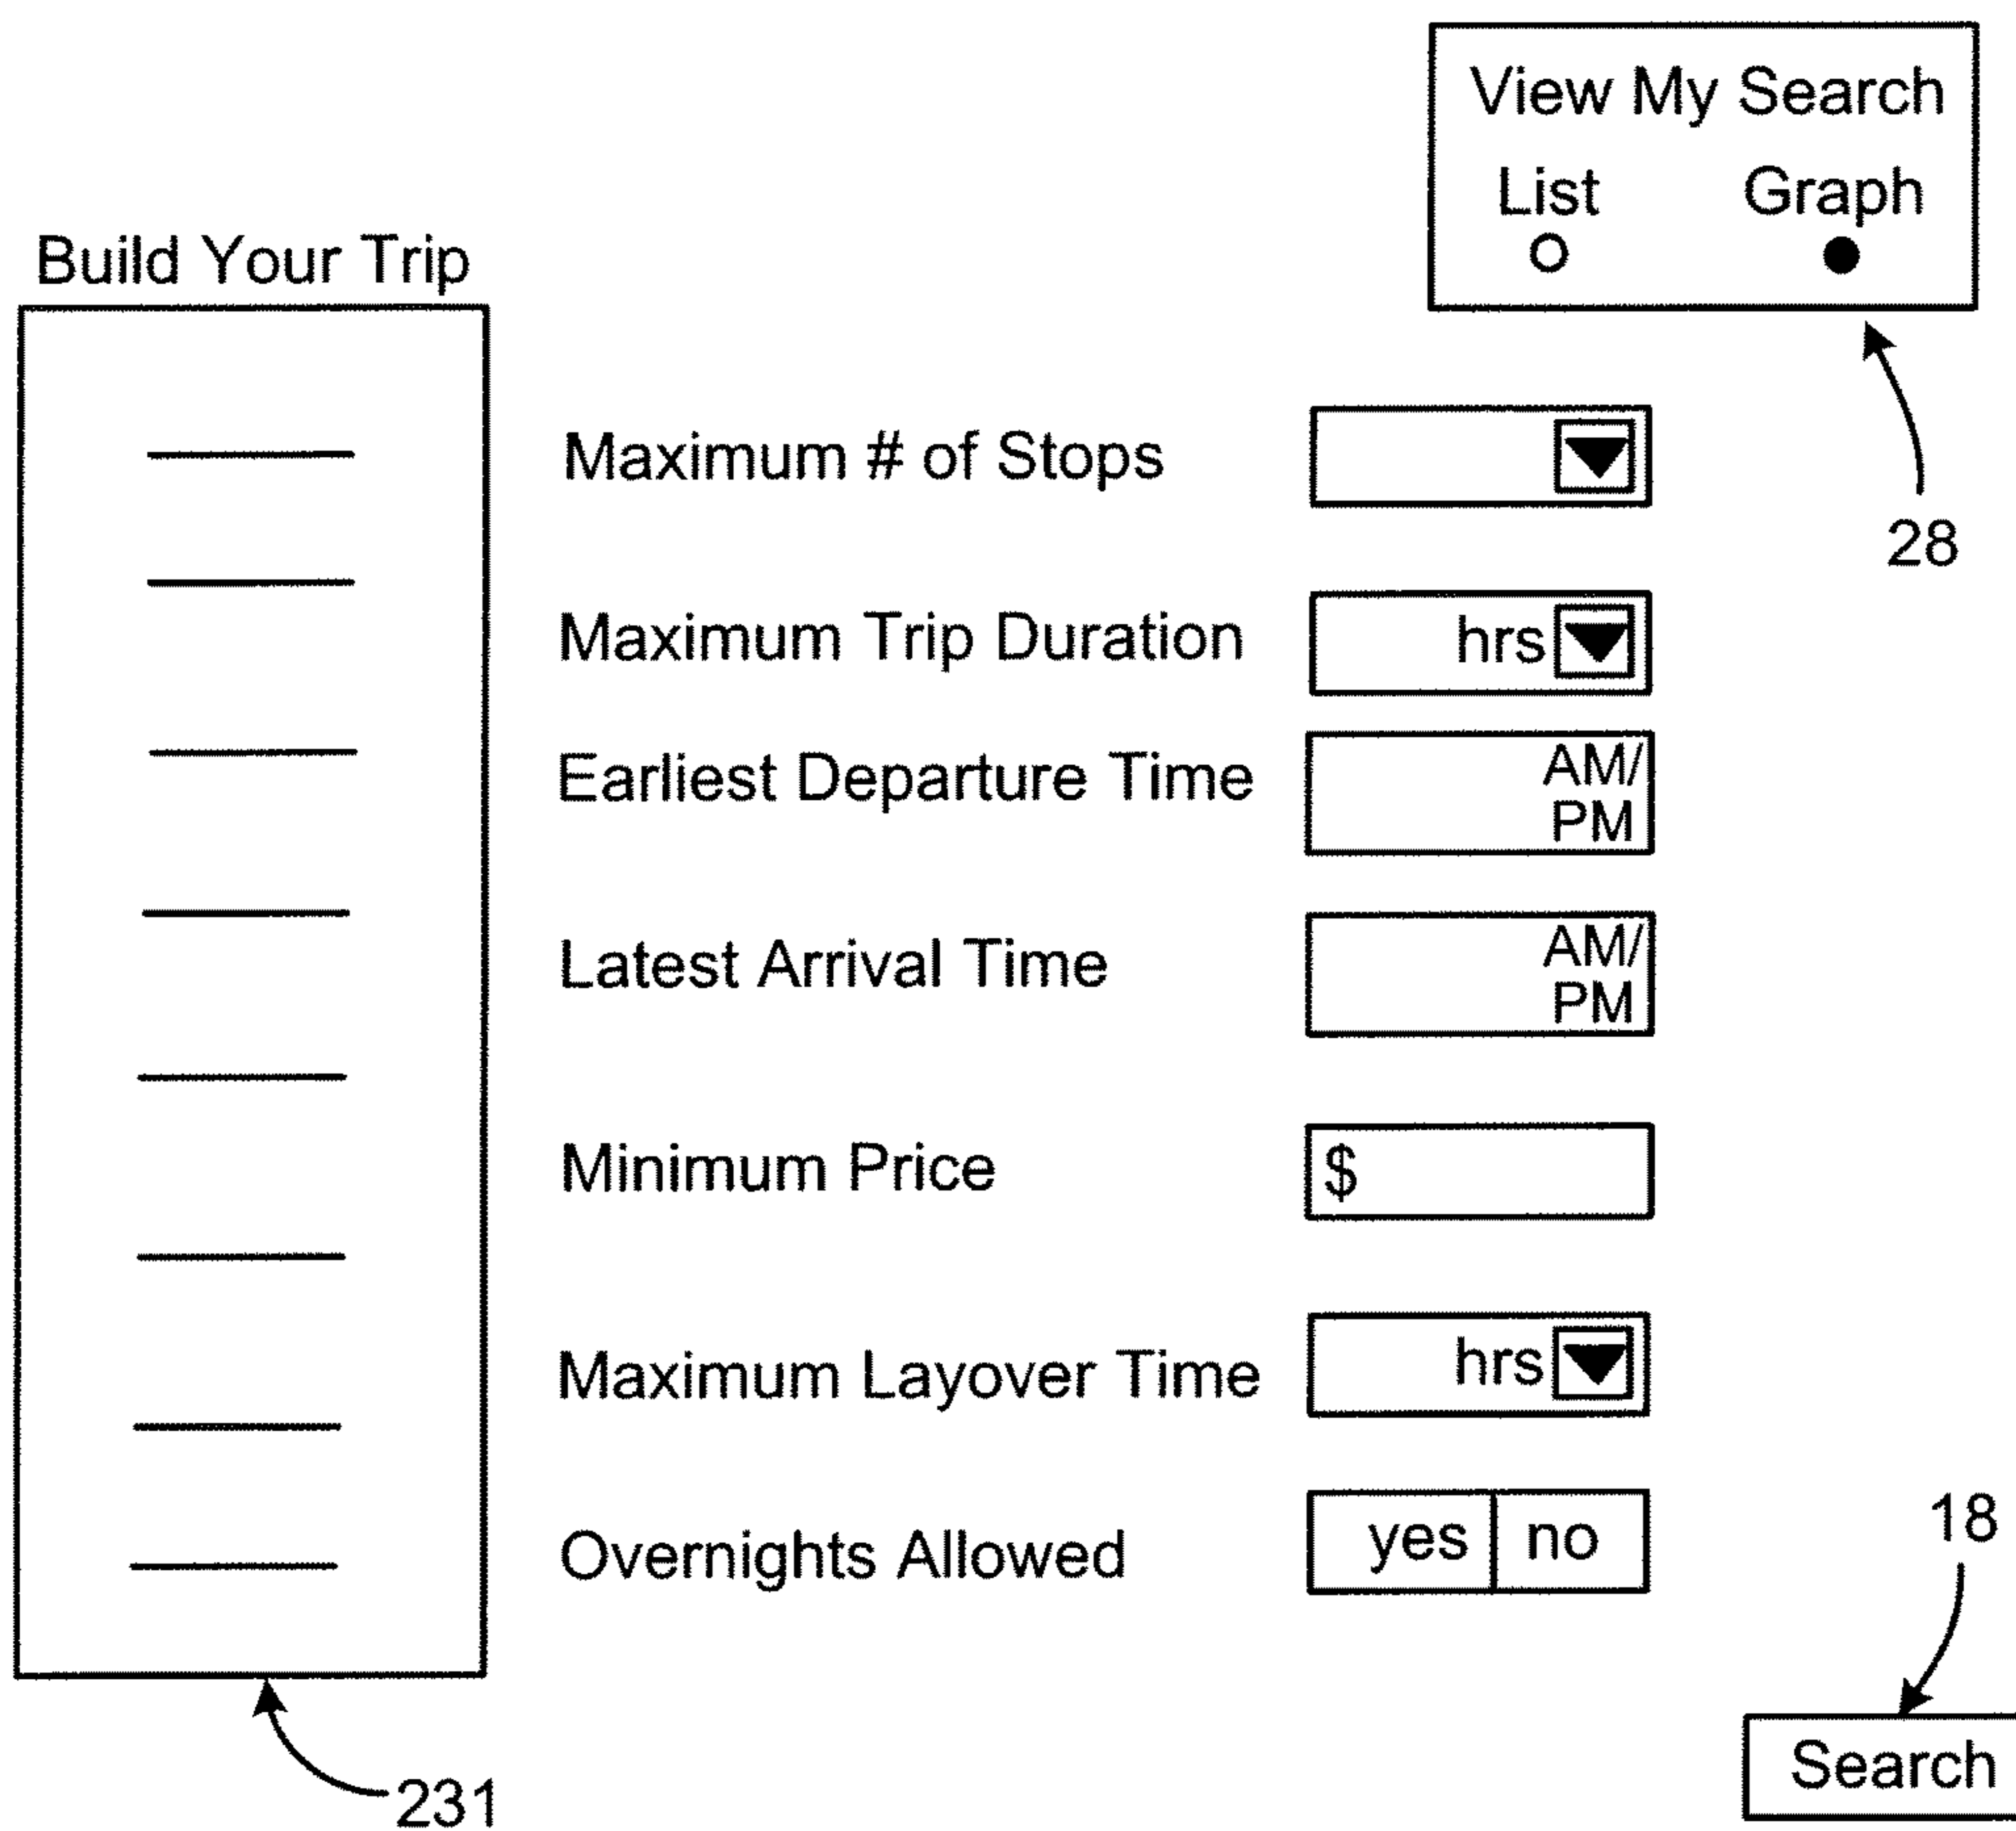 View My Search
List Graph
Build Your Trip
28
Maximum # of Stops
Maximum Trip Duration hrs
Earliest Departure Time AM/
PM
Latest Arrival Time AM/
PM
Minimum Price $
Maximum Layover Time hrs
Overnights Allowed yes no
18
Search
231